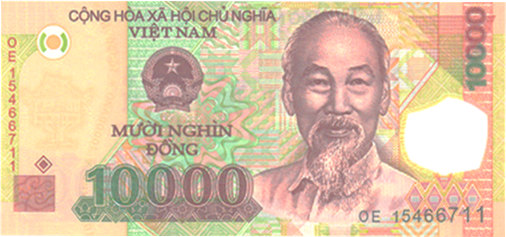 CỘNG HÒA XÃ HỘI CHỦ NGHĨA
VIỆT NAM
OE 15466711
10000
MƯỜI NGHÌN
ĐỒNG
10000
OE 15466711